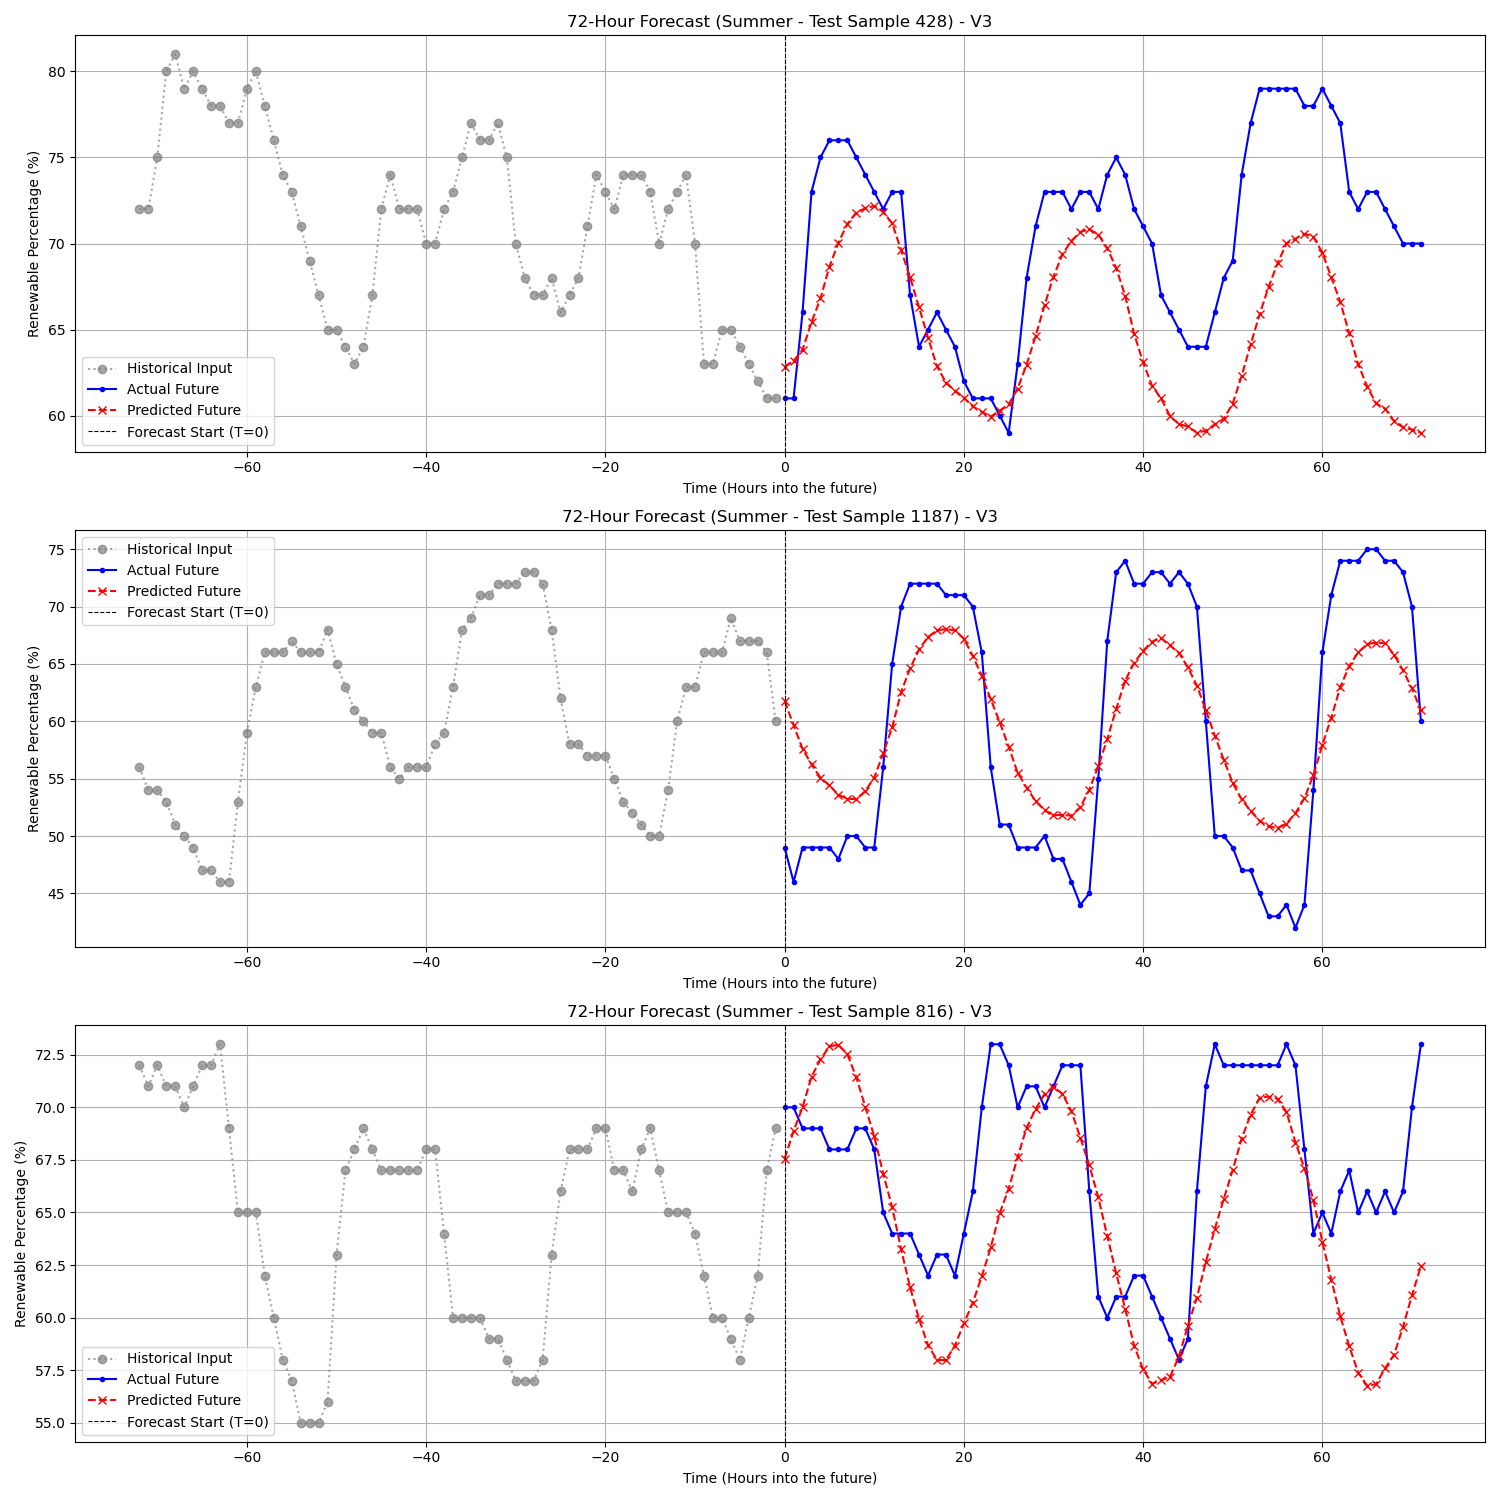 72-Hour Forecast (Summer - Test Sample 428) - V3
Renewable Percentage (%)
80
75
70
65
60
Historical Input
Actual Future
Predicted Future
Forecast Start (T=0)
−60 −40 −20 0 20 40 60
Time (Hours into the future)
72-Hour Forecast (Summer - Test Sample 1187) - V3
Renewable Percentage (%)
75
70
65
60
55
50
45
Historical Input
Actual Future
Predicted Future
Forecast Start (T=0)
−60 −40 −20 0 20 40 60
Time (Hours into the future)
72-Hour Forecast (Summer - Test Sample 816) - V3
Renewable Percentage (%)
72.5
70.0
67.5
65.0
62.5
60.0
57.5
55.0
Historical Input
Actual Future
Predicted Future
Forecast Start (T=0)
−60 −40 −20 0 20 40 60
Time (Hours into the future)